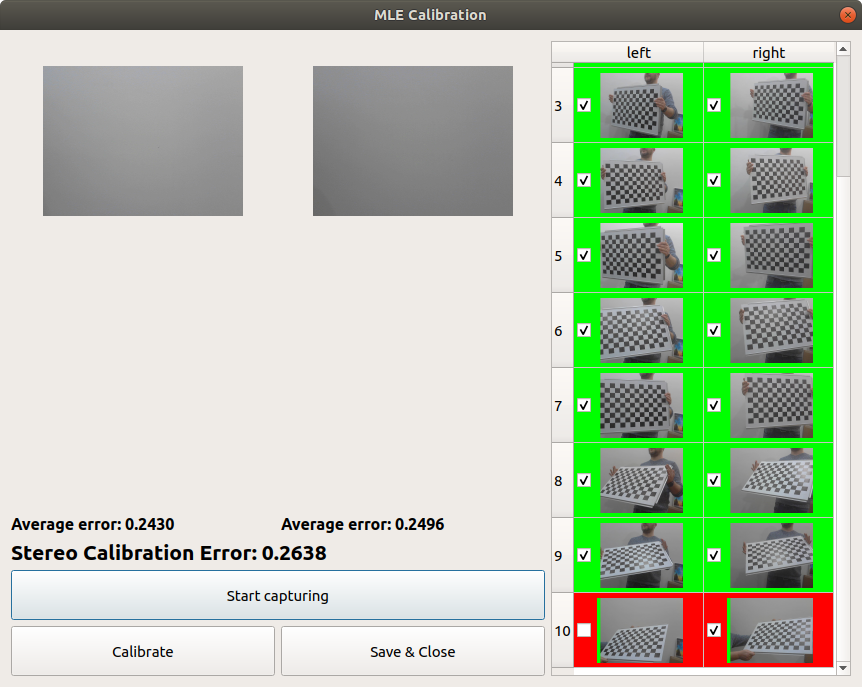 MLE Calibration
left right
3
4
5
6
7
8
9
10
Average error: 0.2430 Average error: 0.2496
Stereo Calibration Error: 0.2638
Start capturing
Calibrate Save & Close